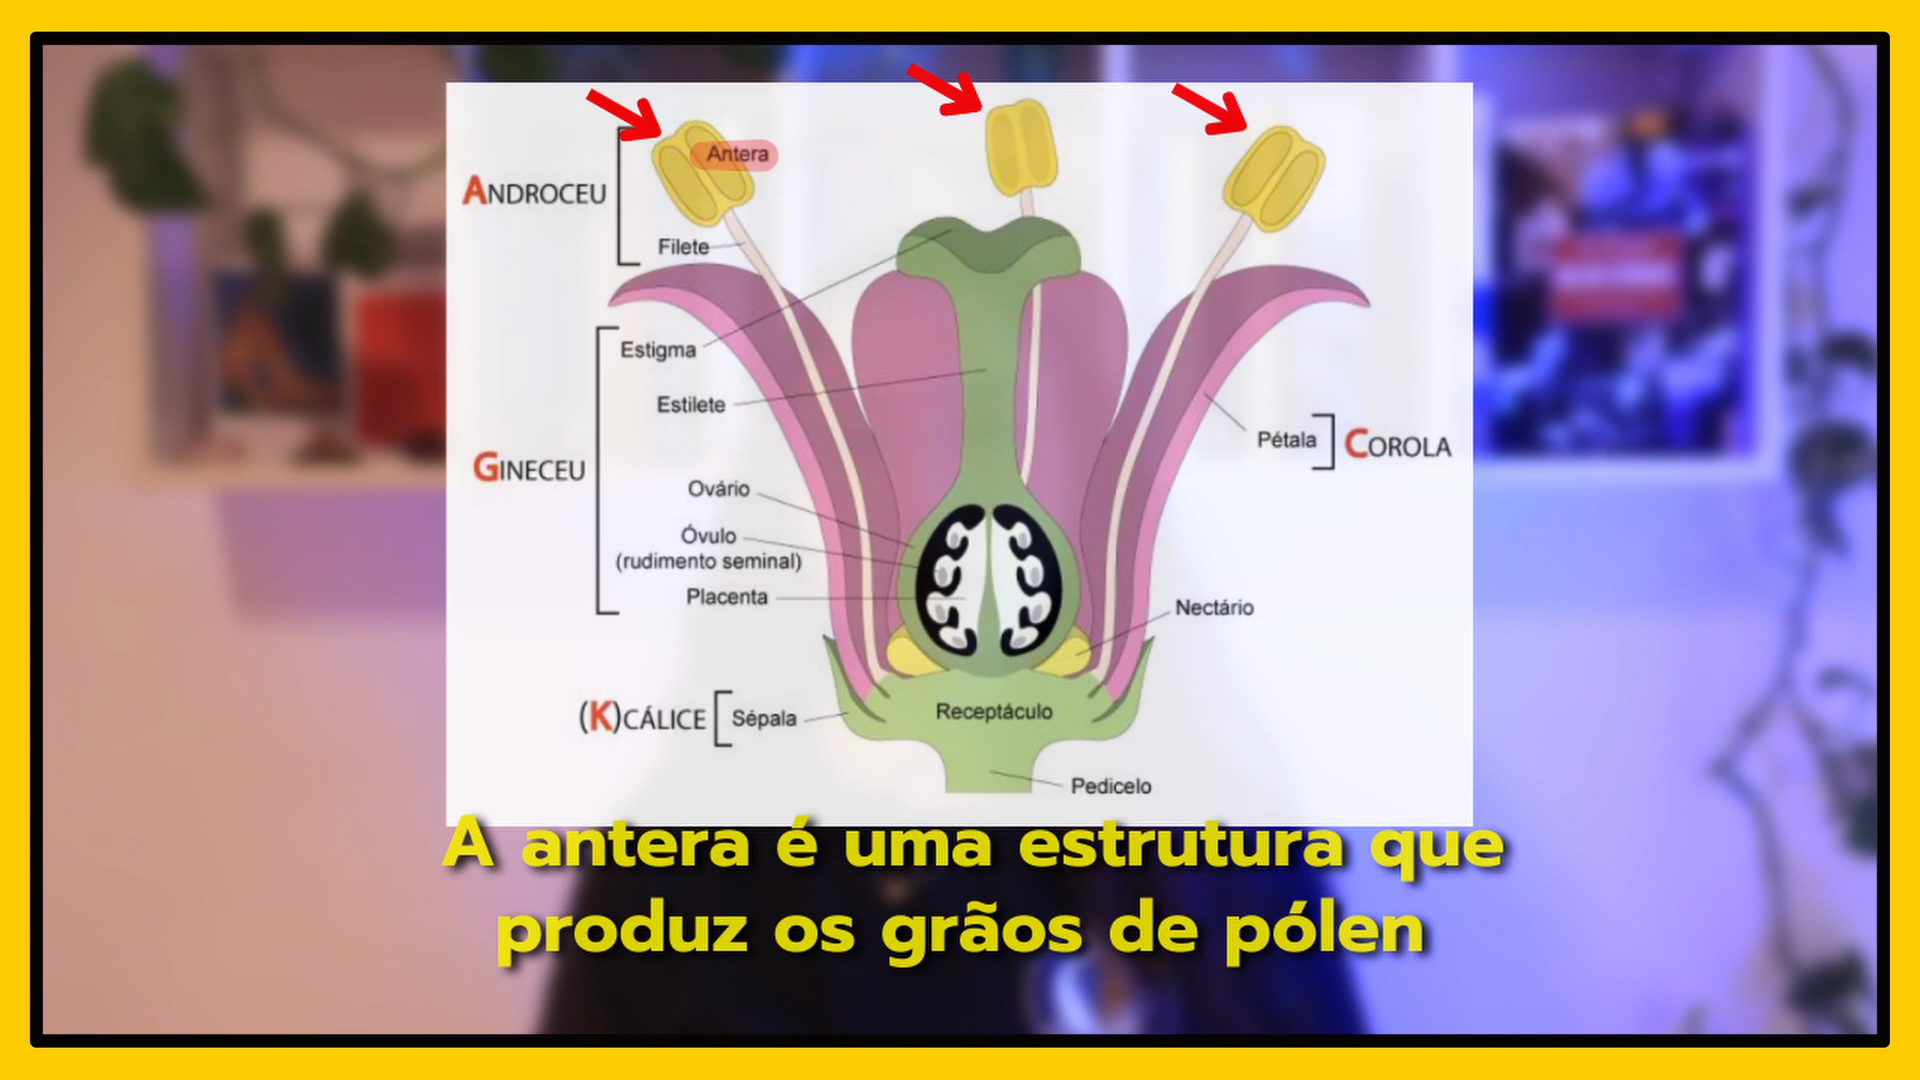 Antera
ANDROCEU
Filete
Estigma
Estilete
Pétala
COROLA
GINECEU
Ovário
Óvulo
(rudimento seminal)
Placenta
Nectário
(K)CÁLICE
Sépala
Receptáculo
Pedicelo
A antera é uma estrutura que
produz os grãos de pólen